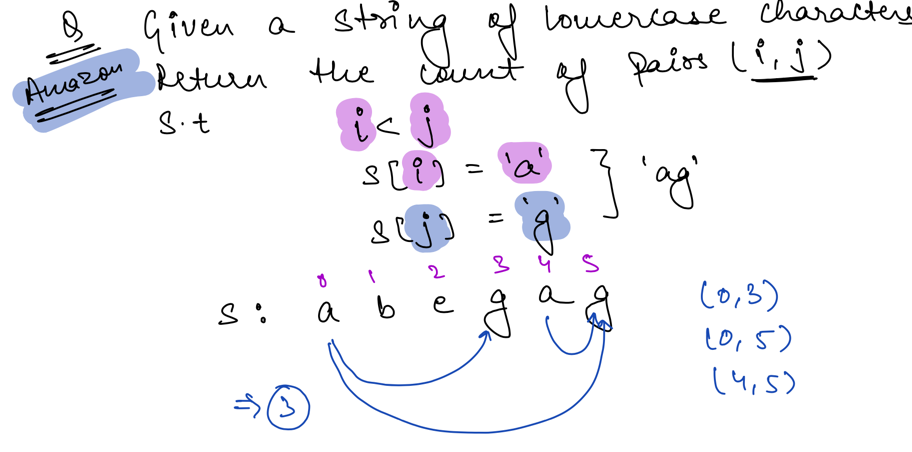 Q Given a string of lowercase characters
Amazon Return the count of pairs (i, j)
s.t i < j
s[i] = 'a' } 'ag'
s[j] = 'g'
0 1 2 3 4 5
s: a b e g a g
(0,3)
(0, 5)
(4,5)
⇒ 3